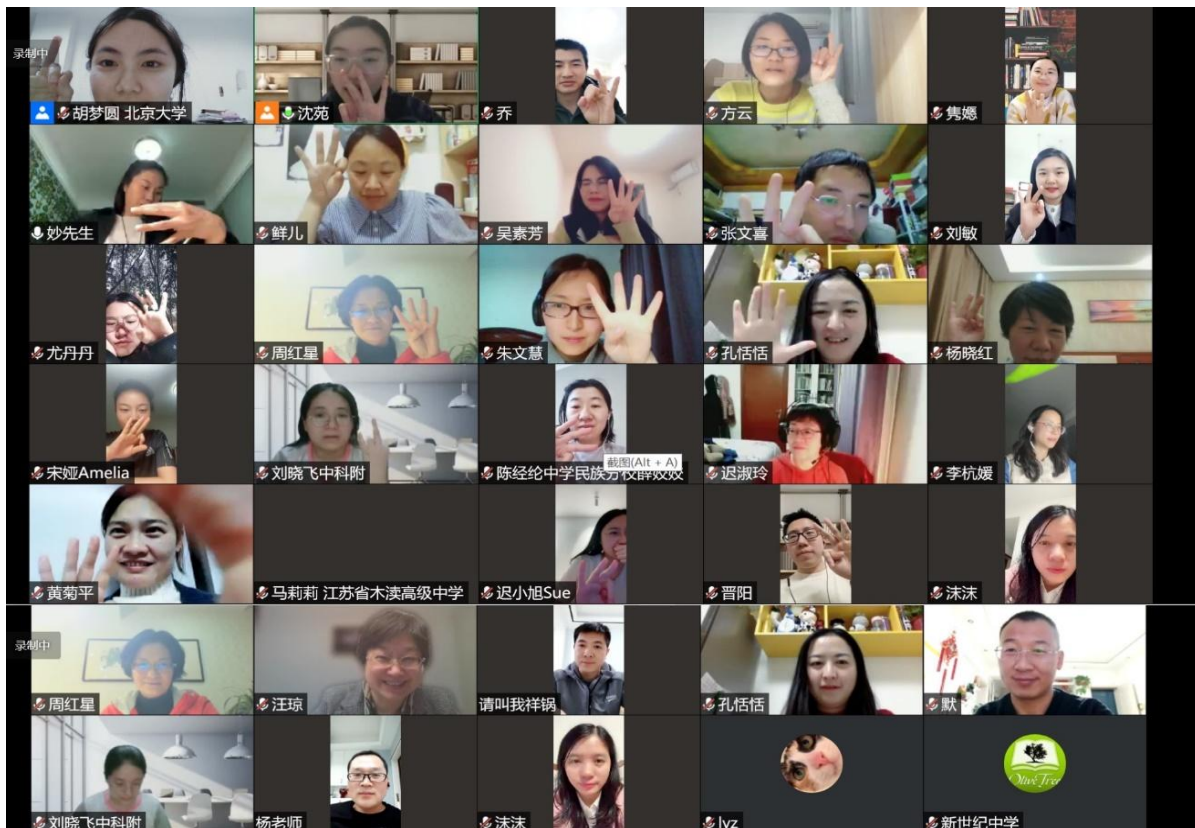 录制中
胡梦圆 北京大学
沈苑
乔
方云
隽嫕
妙先生
鲜儿
吴素芳
张文喜
刘敏
尤丹丹
周红星
朱文慧
孔恬恬
杨晓红
宋娅Amelia
刘晓飞中科附
截图(Alt + A)
陈经纶中学民族分校薛姣姣
迟淑玲
李杭媛
黄菊平
马莉莉 江苏省木渎高级中学
迟小旭Sue
晋阳
沫沫
录制中
周红星
汪琼
请叫我祥锅
孔恬恬
默
刘晓飞中科附
杨老师
沫沫
lyz
Olive Tree
新世纪中学